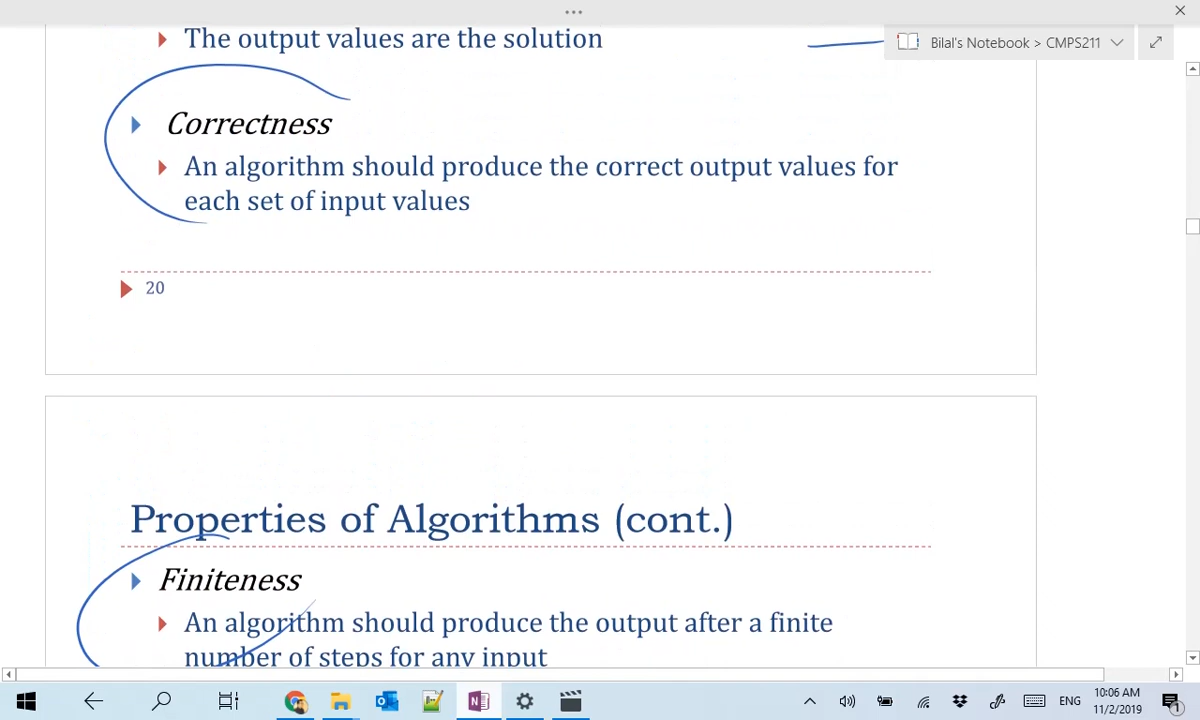 Bilal's Notebook > CMPS211
The output values are the solution
Correctness
An algorithm should produce the correct output values for
each set of input values
20
Properties of Algorithms (cont.)
Finiteness
An algorithm should produce the output after a finite
number of steps for any input
ENG
10:06 AM
11/2/2019
1